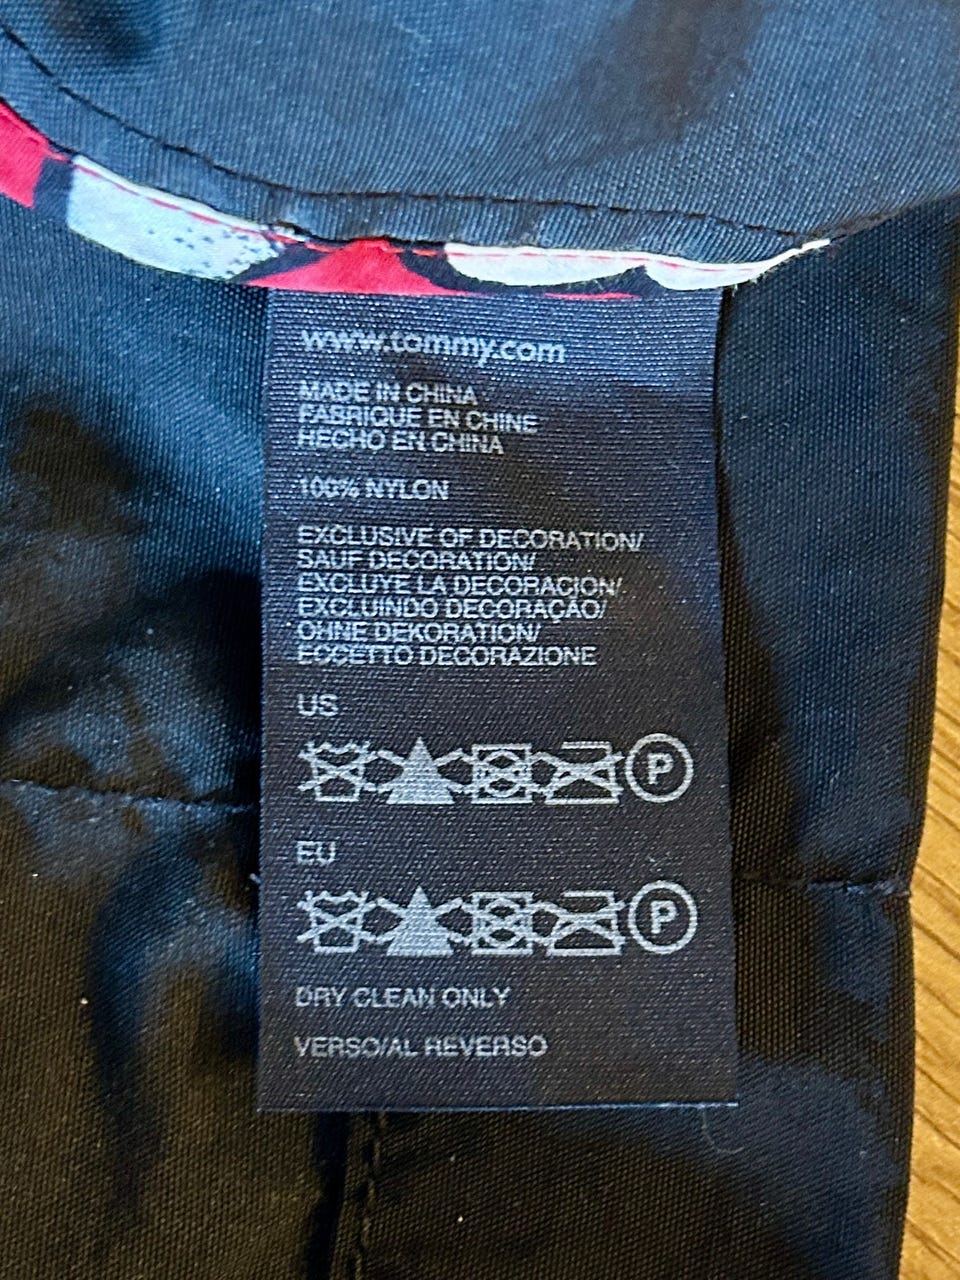 www.tommy.com
MADE IN CHINA
FABRIQUE EN CHINE
HECHO EN CHINA
100% NYLON
EXCLUSIVE OF DECORATION/
SAUF DECORATION/
EXCLUYE LA DECORACION/
EXCLUINDO DECORAÇÃO/
OHNE DEKORATION/
ECCETTO DECORAZIONE
US
P
EU
P
DRY CLEAN ONLY
VERSO/AL REVERSO